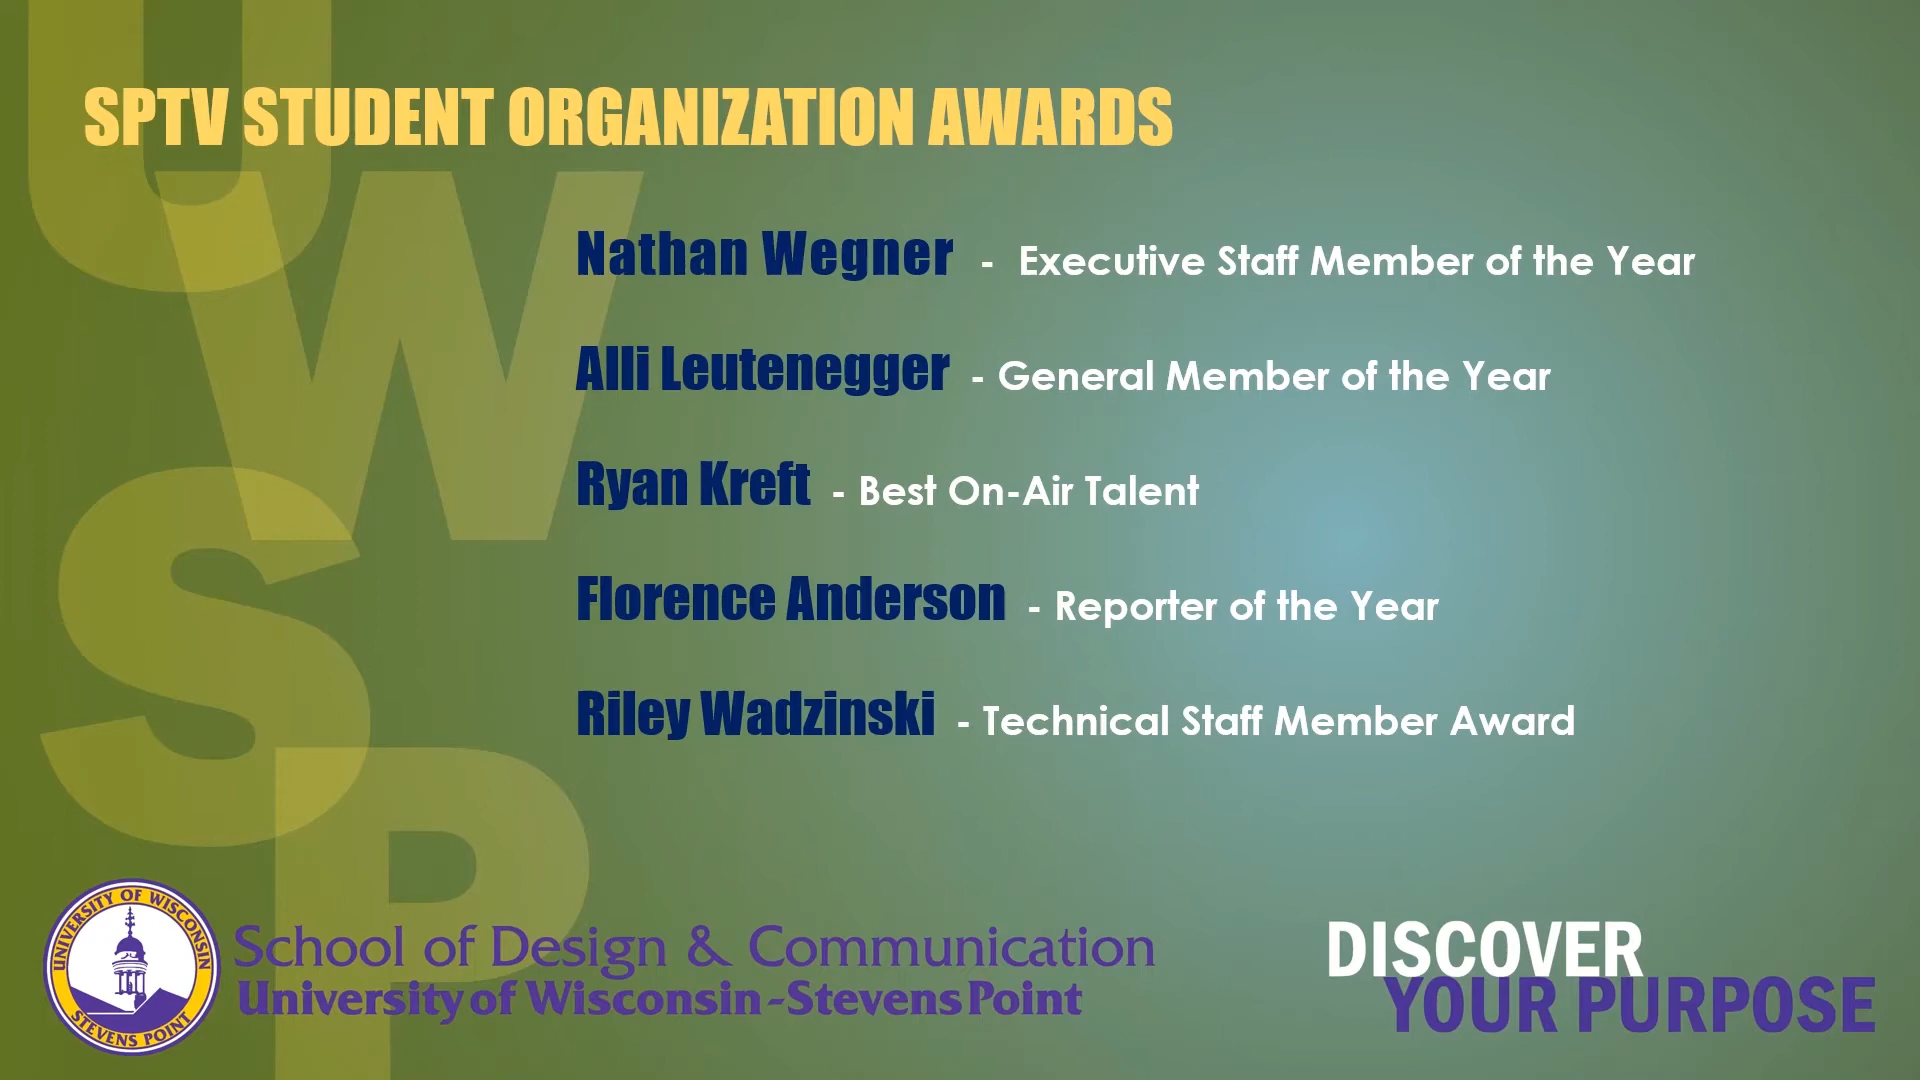 UWSP
SPTV STUDENT ORGANIZATION AWARDS
Nathan Wegner - Executive Staff Member of the Year
Alli Leutenegger - General Member of the Year
Ryan Kreft - Best On-Air Talent
Florence Anderson - Reporter of the Year
Riley Wadzinski - Technical Staff Member Award
UNIVERSITY OF WISCONSIN
STEVENS POINT
School of Design & Communication
University of Wisconsin-Stevens Point
DISCOVER
YOUR PURPOSE